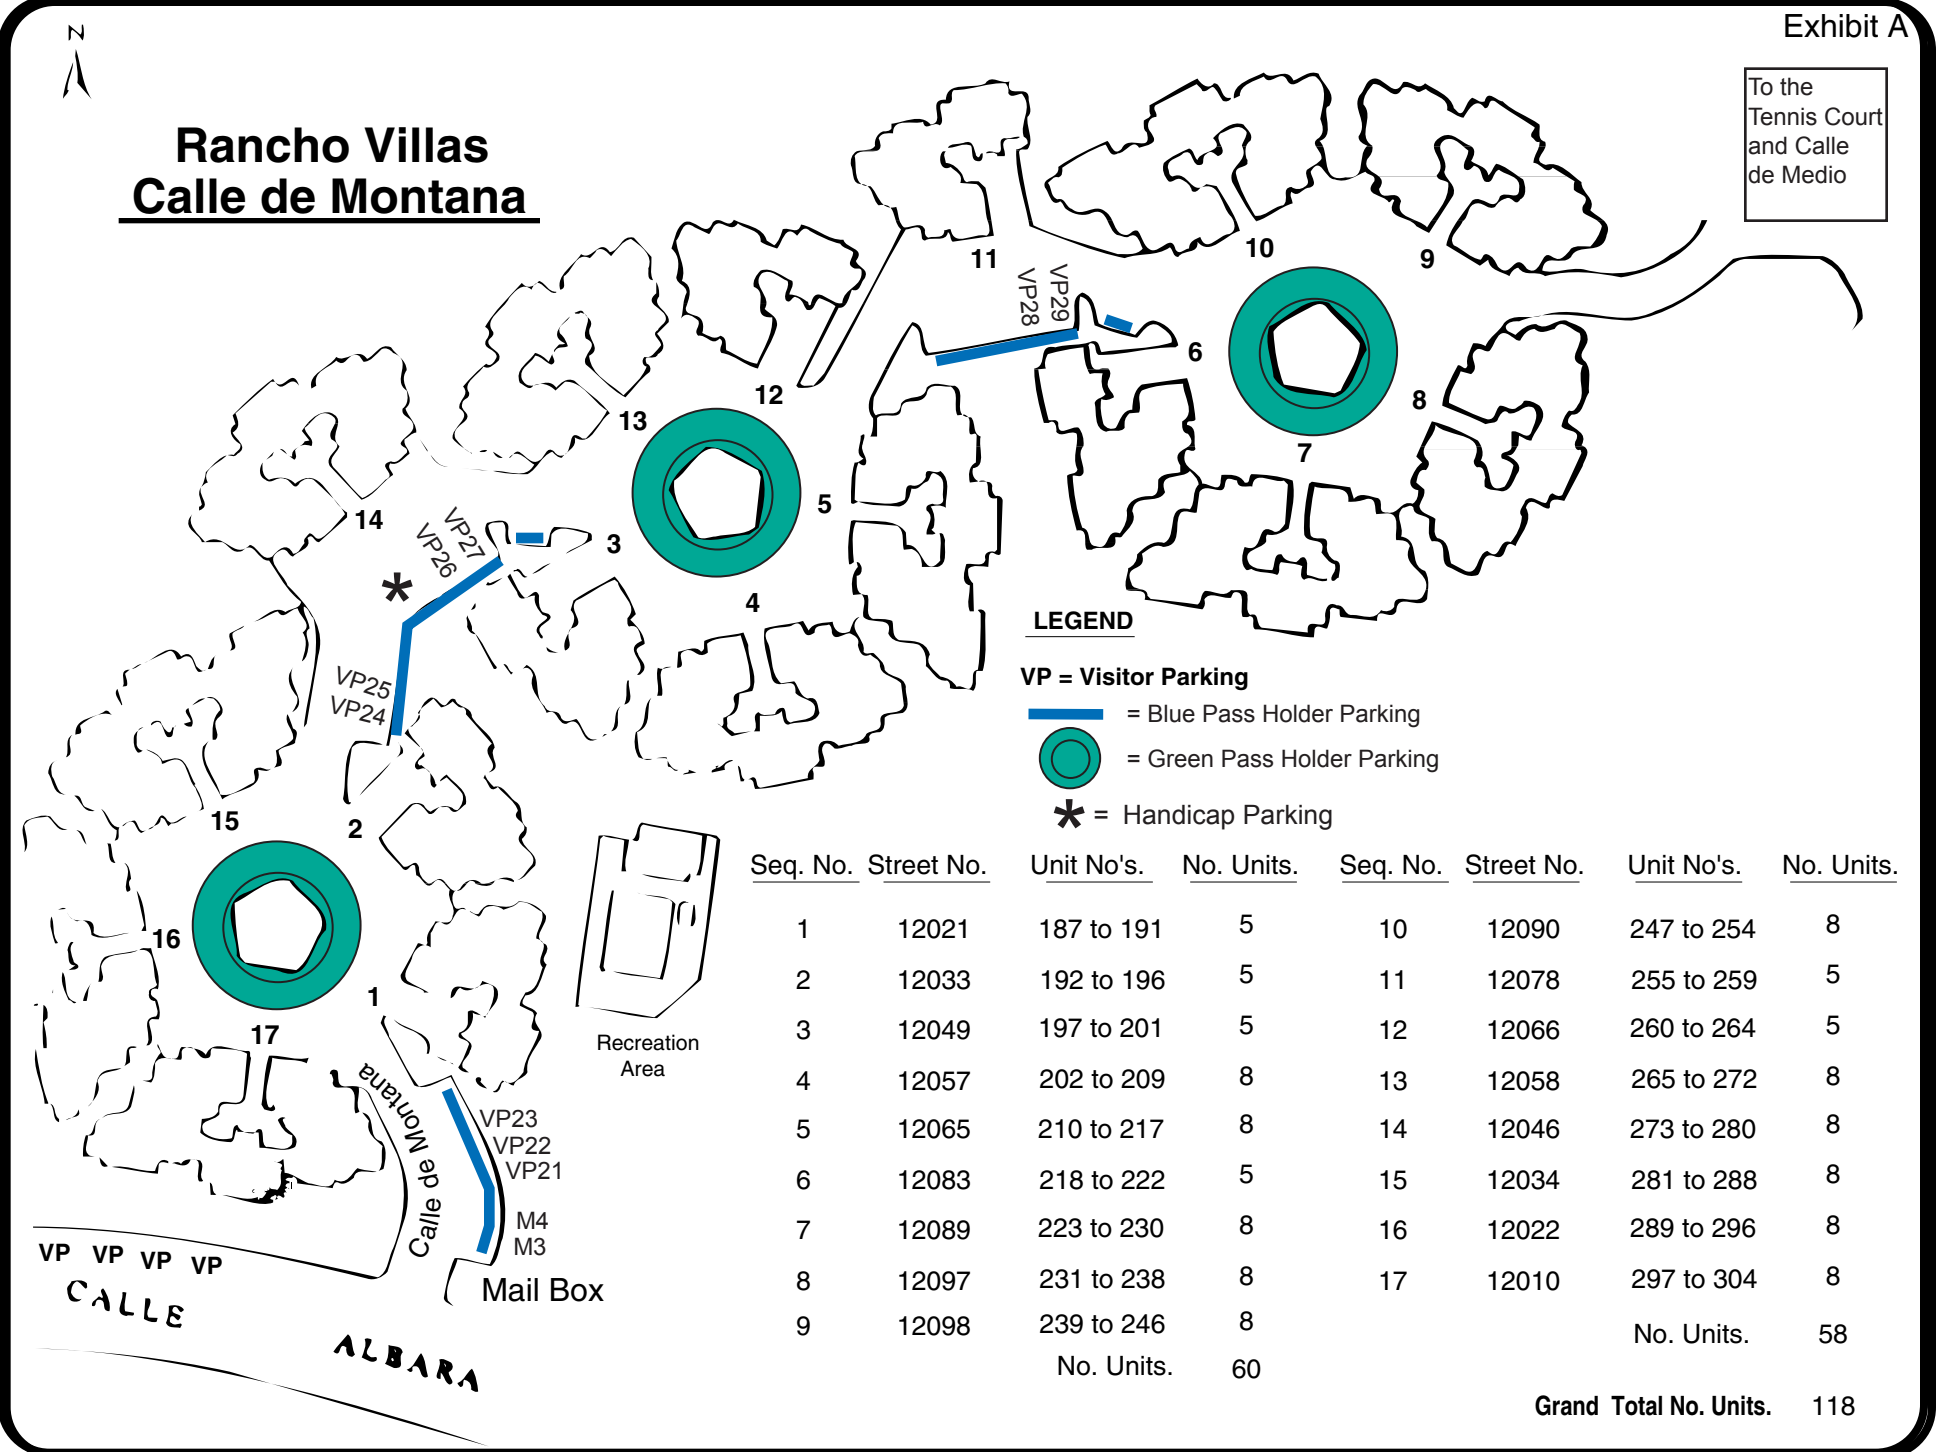 Exhibit A
N
To the
Tennis Court
and Calle
de Medio
Rancho Villas
Calle de Montana
11
10
9
VP28
VP29
6
8
7
12
13
5
14
VP27
VP26
3
4
VP25
VP24
15
2
16
1
17
Calle de Montana
VP23
VP22
VP21
M4
M3
Mail Box
VP VP VP VP
CALLE
ALBARA
Recreation
Area
LEGEND
VP = Visitor Parking
= Blue Pass Holder Parking
= Green Pass Holder Parking
* = Handicap Parking
Seq. No. Street No. Unit No's. No. Units. Seq. No. Street No. Unit No's. No. Units.
1 12021 187 to 191 5 10 12090 247 to 254 8
2 12033 192 to 196 5 11 12078 255 to 259 5
3 12049 197 to 201 5 12 12066 260 to 264 5
4 12057 202 to 209 8 13 12058 265 to 272 8
5 12065 210 to 217 8 14 12046 273 to 280 8
6 12083 218 to 222 5 15 12034 281 to 288 8
7 12089 223 to 230 8 16 12022 289 to 296 8
8 12097 231 to 238 8 17 12010 297 to 304 8
9 12098 239 to 246 8
No. Units. 58
No. Units. 60
Grand Total No. Units. 118